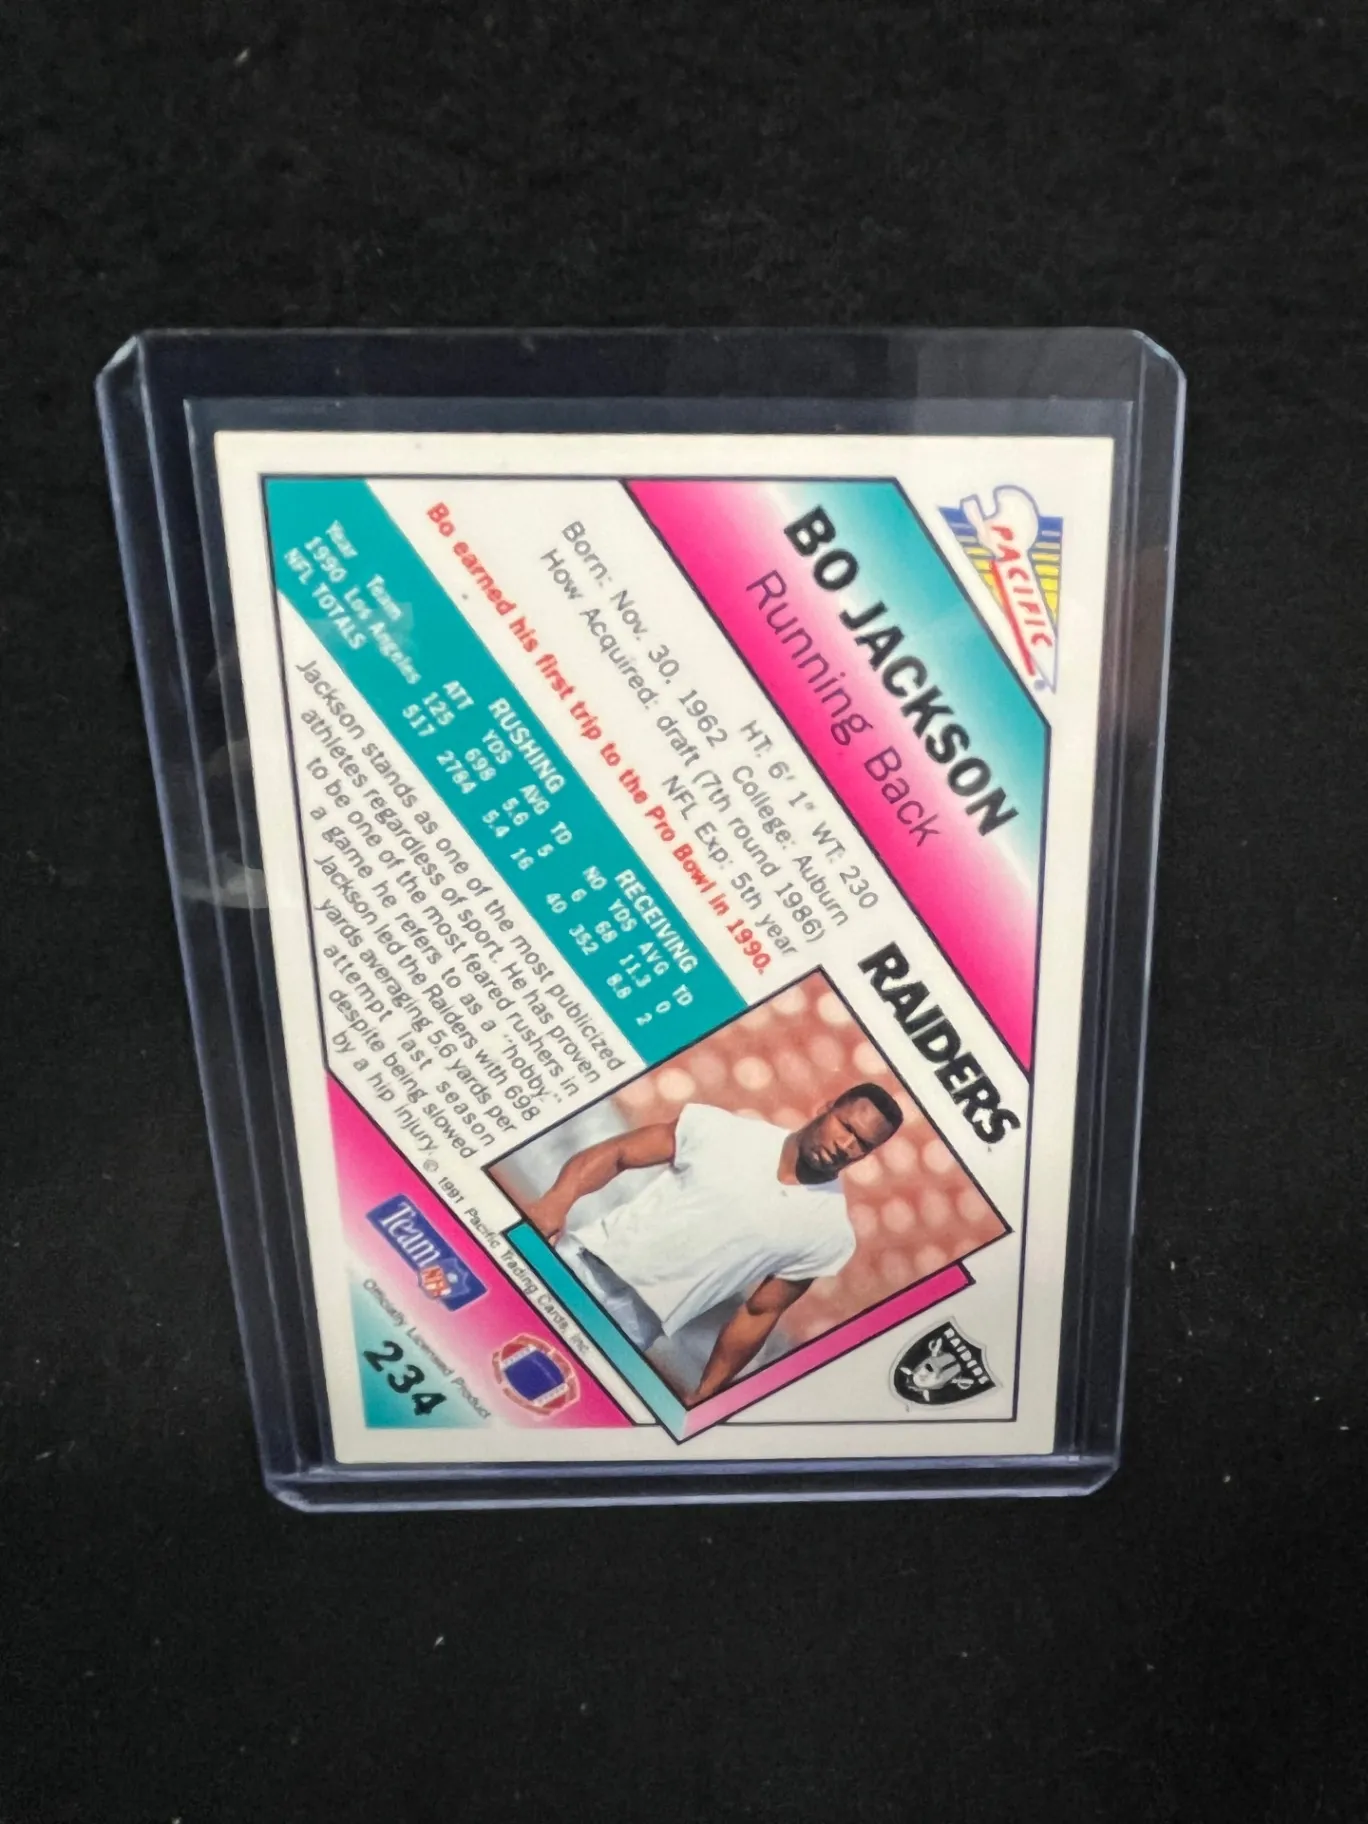 PACIFIC
BO JACKSON
Running Back
RAIDERS
HT: 6' 1" WT: 230
Born: Nov. 30, 1962 College: Auburn
How Acquired: draft (7th round 1986)
NFL Exp: 5th year
Bo earned his first trip to the Pro Bowl in 1990.
RUSHING RECEIVING
Year Team ATT YDS AVG TD NO YDS AVG TD
1990 Los Angeles 125 698 5.6 5 6 68 11.3 0
NFL TOTALS 517 2784 5.4 16 40 352 8.8 2
Jackson stands as one of the most publicized
athletes regardless of sport. He has proven
to be one of the most feared rushers in
a game he refers to as a "hobby."
Jackson led the Raiders with 698
yards averaging 5.6 yards per
attempt last season
despite being slowed
by a hip injury.
© 1991 Pacific Trading Cards, Inc.
RAIDERS
Team NFL
Officially Licensed Product
234